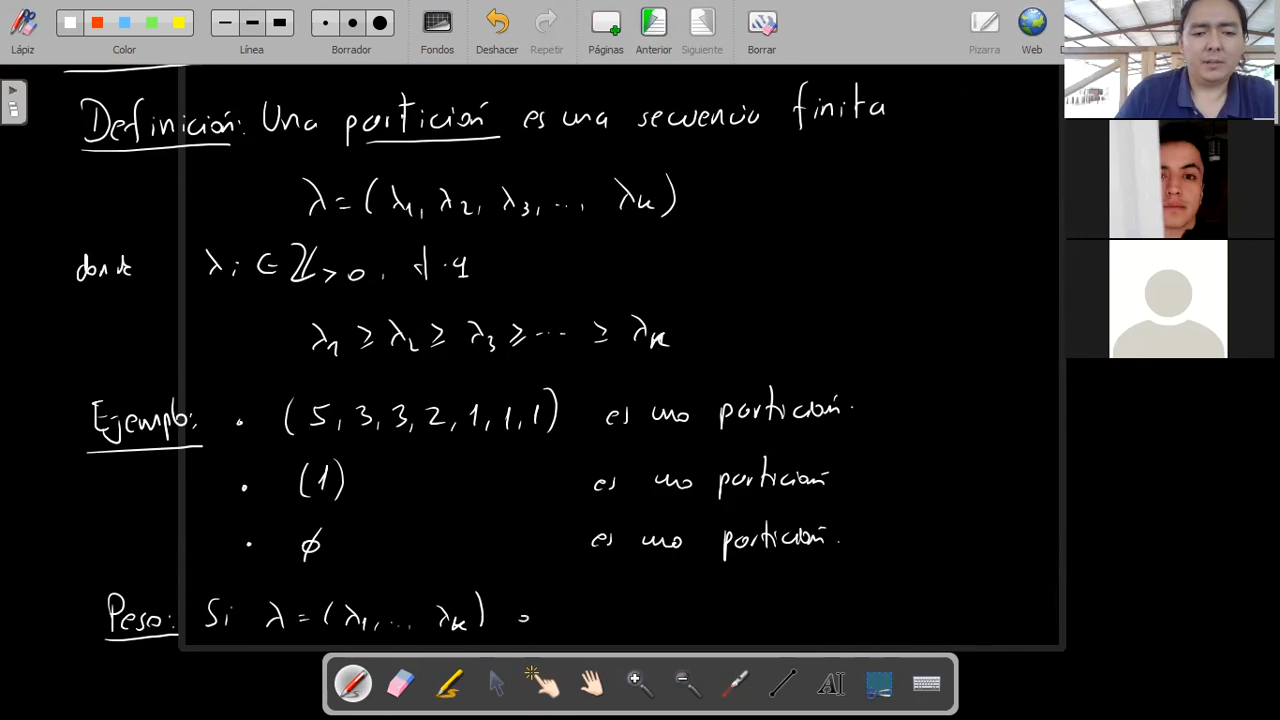 Lápiz Color Línea Borrador Fondos Deshacer Repetir Páginas Anterior Siguiente Borrar Pizarra Web
Definición: Una partición es una secuencia finita
λ = (λ1, λ2, λ3, ... λk)
donde λi ∈ ℤ>0, t.q
λ1 ≥ λ2 ≥ λ3 ≥ ... ≥ λk
Ejemplo: • (5, 3, 3, 2, 1, 1, 1) es una partición.
• (1) es una partición
• ∅ es una partición.
Peso: Si λ = (λ1, ... λk)
AI